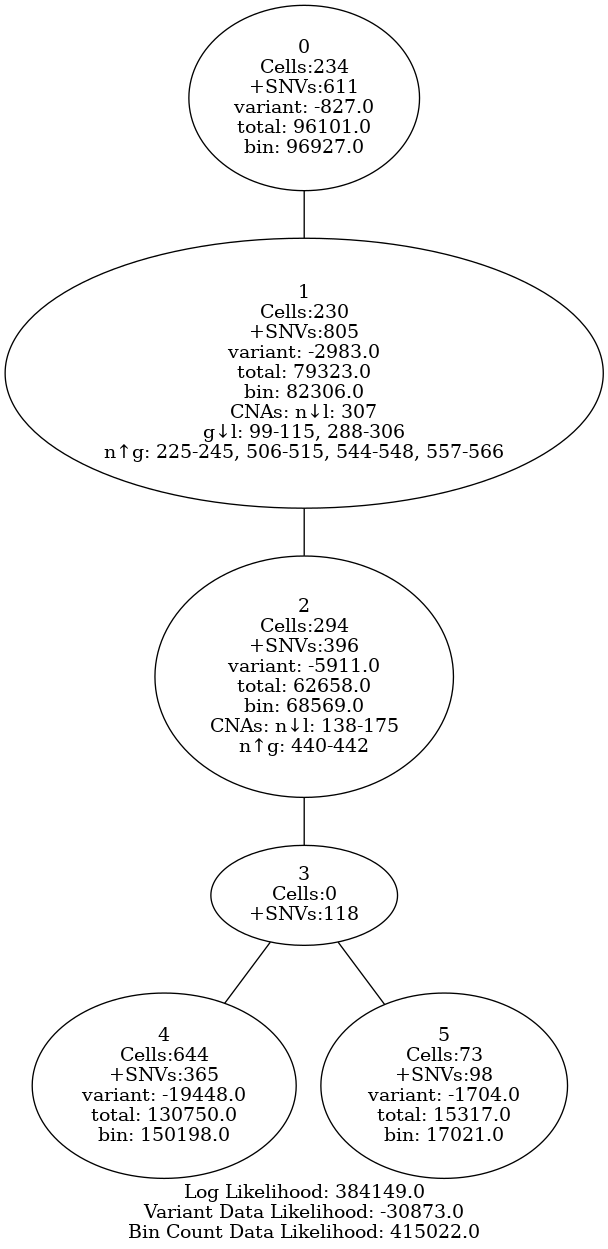 0
Cells:234
+SNVs:611
variant: -827.0
total: 96101.0
bin: 96927.0
1
Cells:230
+SNVs:805
variant: -2983.0
total: 79323.0
bin: 82306.0
CNAs: n↓l: 307
g↓l: 99-115, 288-306
n↑g: 225-245, 506-515, 544-548, 557-566
2
Cells:294
+SNVs:396
variant: -5911.0
total: 62658.0
bin: 68569.0
CNAs: n↓l: 138-175
n↑g: 440-442
3
Cells:0
+SNVs:118
4
Cells:644
+SNVs:365
variant: -19448.0
total: 130750.0
bin: 150198.0
5
Cells:73
+SNVs:98
variant: -1704.0
total: 15317.0
bin: 17021.0
Log Likelihood: 384149.0
Variant Data Likelihood: -30873.0
Bin Count Data Likelihood: 415022.0